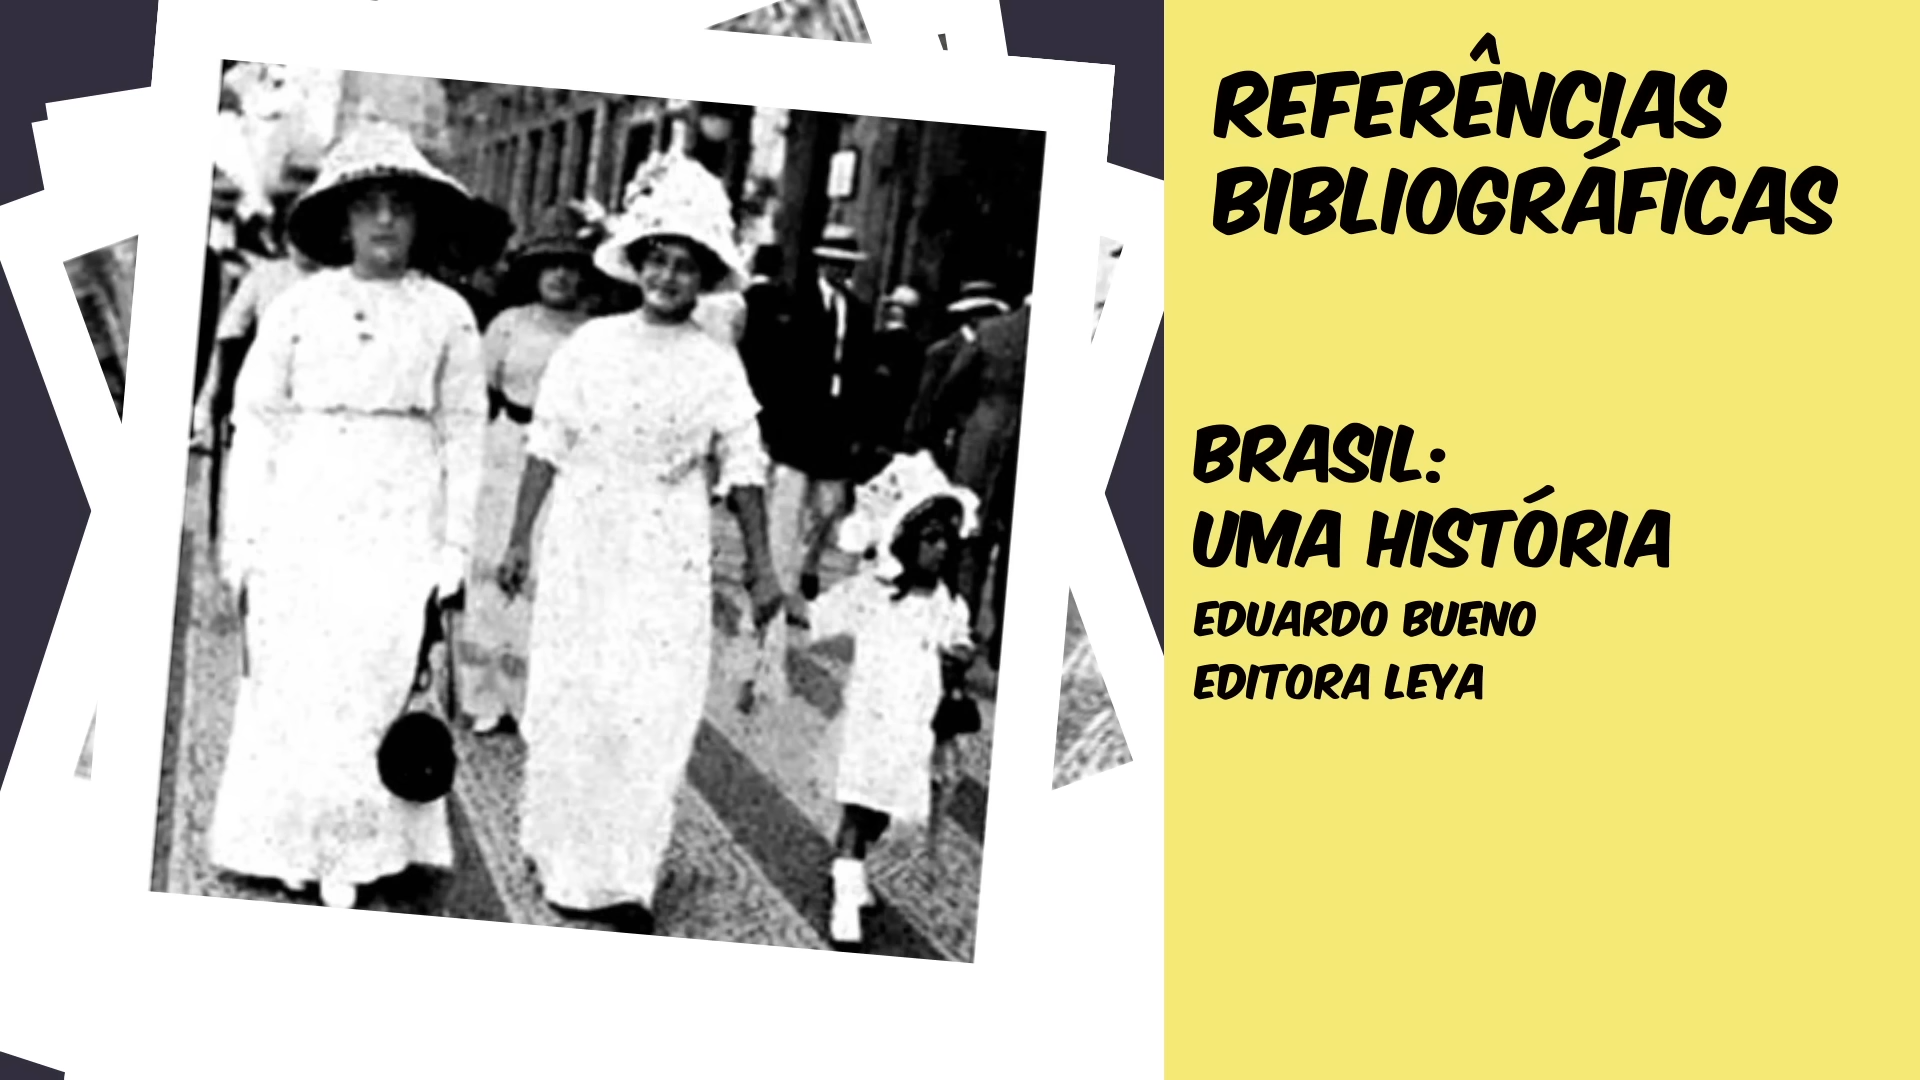 REFERÊNCIAS
BIBLIOGRÁFICAS
BRASIL:
UMA HISTÓRIA
EDUARDO BUENO
EDITORA LEYA